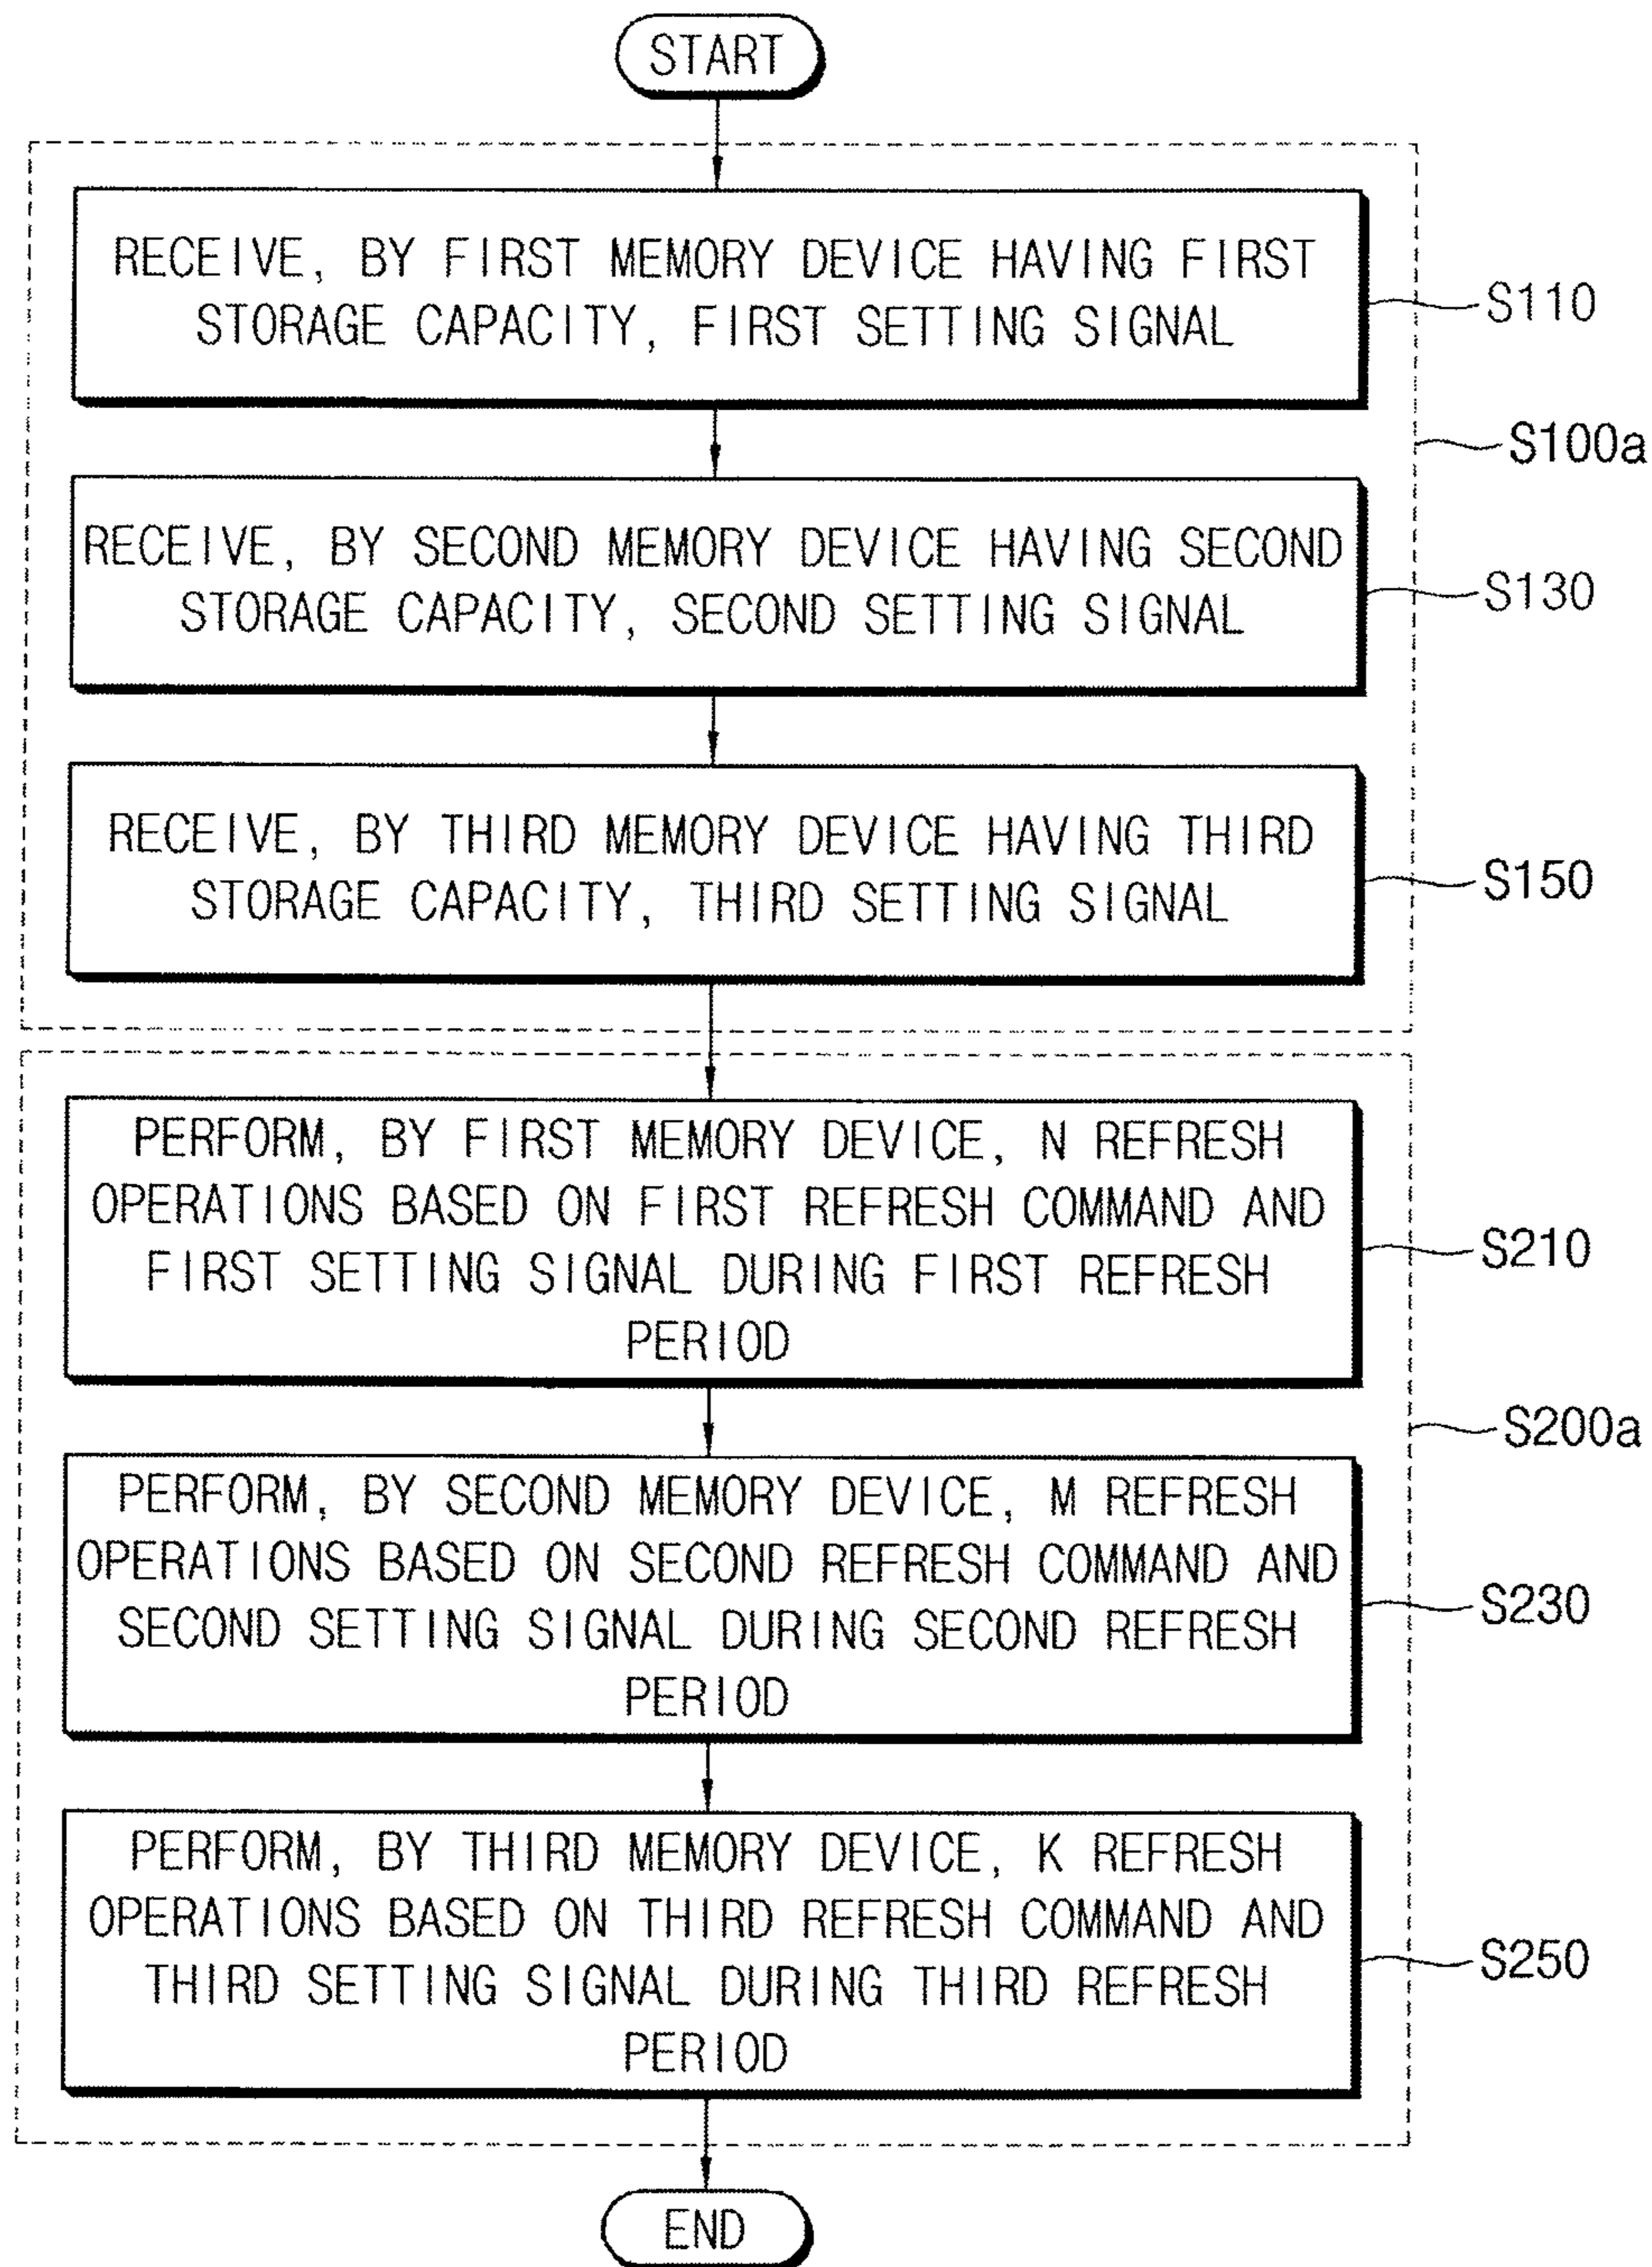 START
RECEIVE, BY FIRST MEMORY DEVICE HAVING FIRST
STORAGE CAPACITY, FIRST SETTING SIGNAL
S110
S100a
RECEIVE, BY SECOND MEMORY DEVICE HAVING SECOND
STORAGE CAPACITY, SECOND SETTING SIGNAL
S130
RECEIVE, BY THIRD MEMORY DEVICE HAVING THIRD
STORAGE CAPACITY, THIRD SETTING SIGNAL
S150
PERFORM, BY FIRST MEMORY DEVICE, N REFRESH
OPERATIONS BASED ON FIRST REFRESH COMMAND AND
FIRST SETTING SIGNAL DURING FIRST REFRESH
PERIOD
S210
S200a
PERFORM, BY SECOND MEMORY DEVICE, M REFRESH
OPERATIONS BASED ON SECOND REFRESH COMMAND AND
SECOND SETTING SIGNAL DURING SECOND REFRESH
PERIOD
S230
PERFORM, BY THIRD MEMORY DEVICE, K REFRESH
OPERATIONS BASED ON THIRD REFRESH COMMAND AND
THIRD SETTING SIGNAL DURING THIRD REFRESH
PERIOD
S250
END